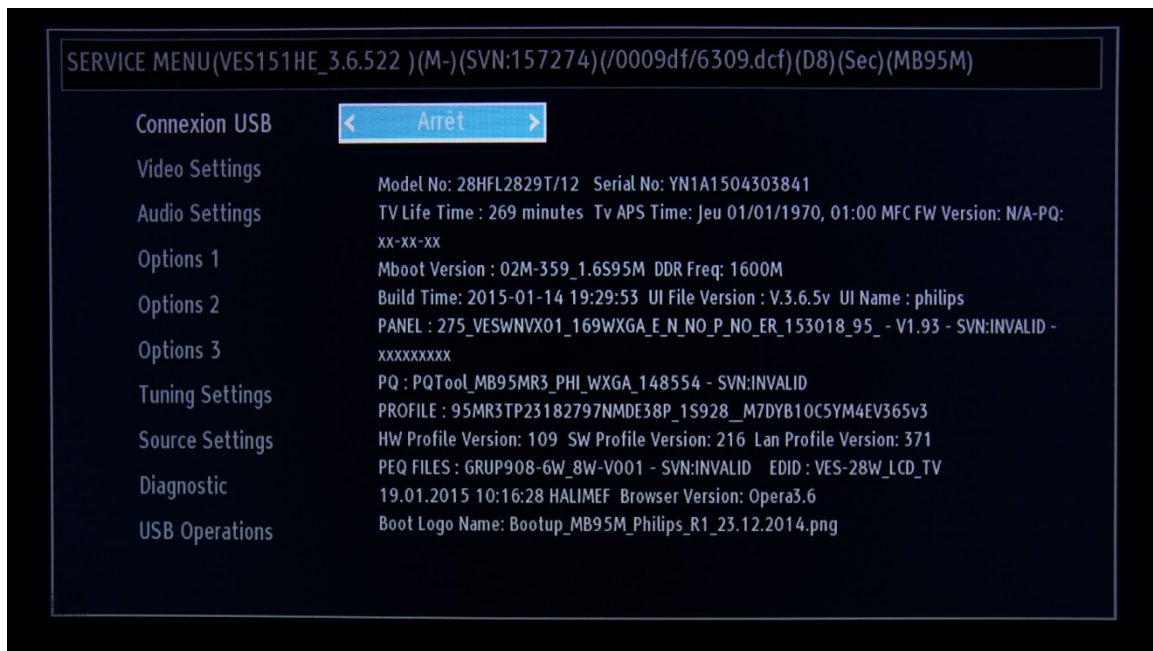 SERVICE MENU(VES151HE_3.6.522 )(M-)(SVN:157274)(/0009df/6309.dcf)(D8)(Sec)(MB95M)
Connexion USB < Arrêt >
Video Settings
Audio Settings
Options 1
Options 2
Options 3
Tuning Settings
Source Settings
Diagnostic
USB Operations
Model No: 28HFL2829T/12 Serial No: YN1A1504303841
TV Life Time : 269 minutes Tv APS Time: Jeu 01/01/1970, 01:00 MFC FW Version: N/A-PQ:
xx-xx-xx
Mboot Version : 02M-359_1.6S95M DDR Freq: 1600M
Build Time: 2015-01-14 19:29:53 UI File Version : V.3.6.5v UI Name : philips
PANEL : 275_VESWNVX01_169WXGA_E_N_NO_P_NO_ER_153018_95_ - V1.93 - SVN:INVALID -
xxxxxxxxx
PQ : PQTool_MB95MR3_PHI_WXGA_148554 - SVN:INVALID
PROFILE : 95MR3TP23182797NMDE38P_1S928__M7DYB10C5YM4EV365v3
HW Profile Version: 109 SW Profile Version: 216 Lan Profile Version: 371
PEQ FILES : GRUP908-6W_8W-V001 - SVN:INVALID EDID : VES-28W_LCD_TV
19.01.2015 10:16:28 HALIMEF Browser Version: Opera3.6
Boot Logo Name: Bootup_MB95M_Philips_R1_23.12.2014.png